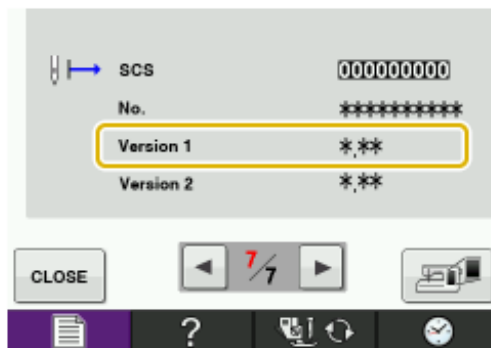 SCS 000000000
No. **********
Version 1 *.**
Version 2 *.**
CLOSE 7/7
?